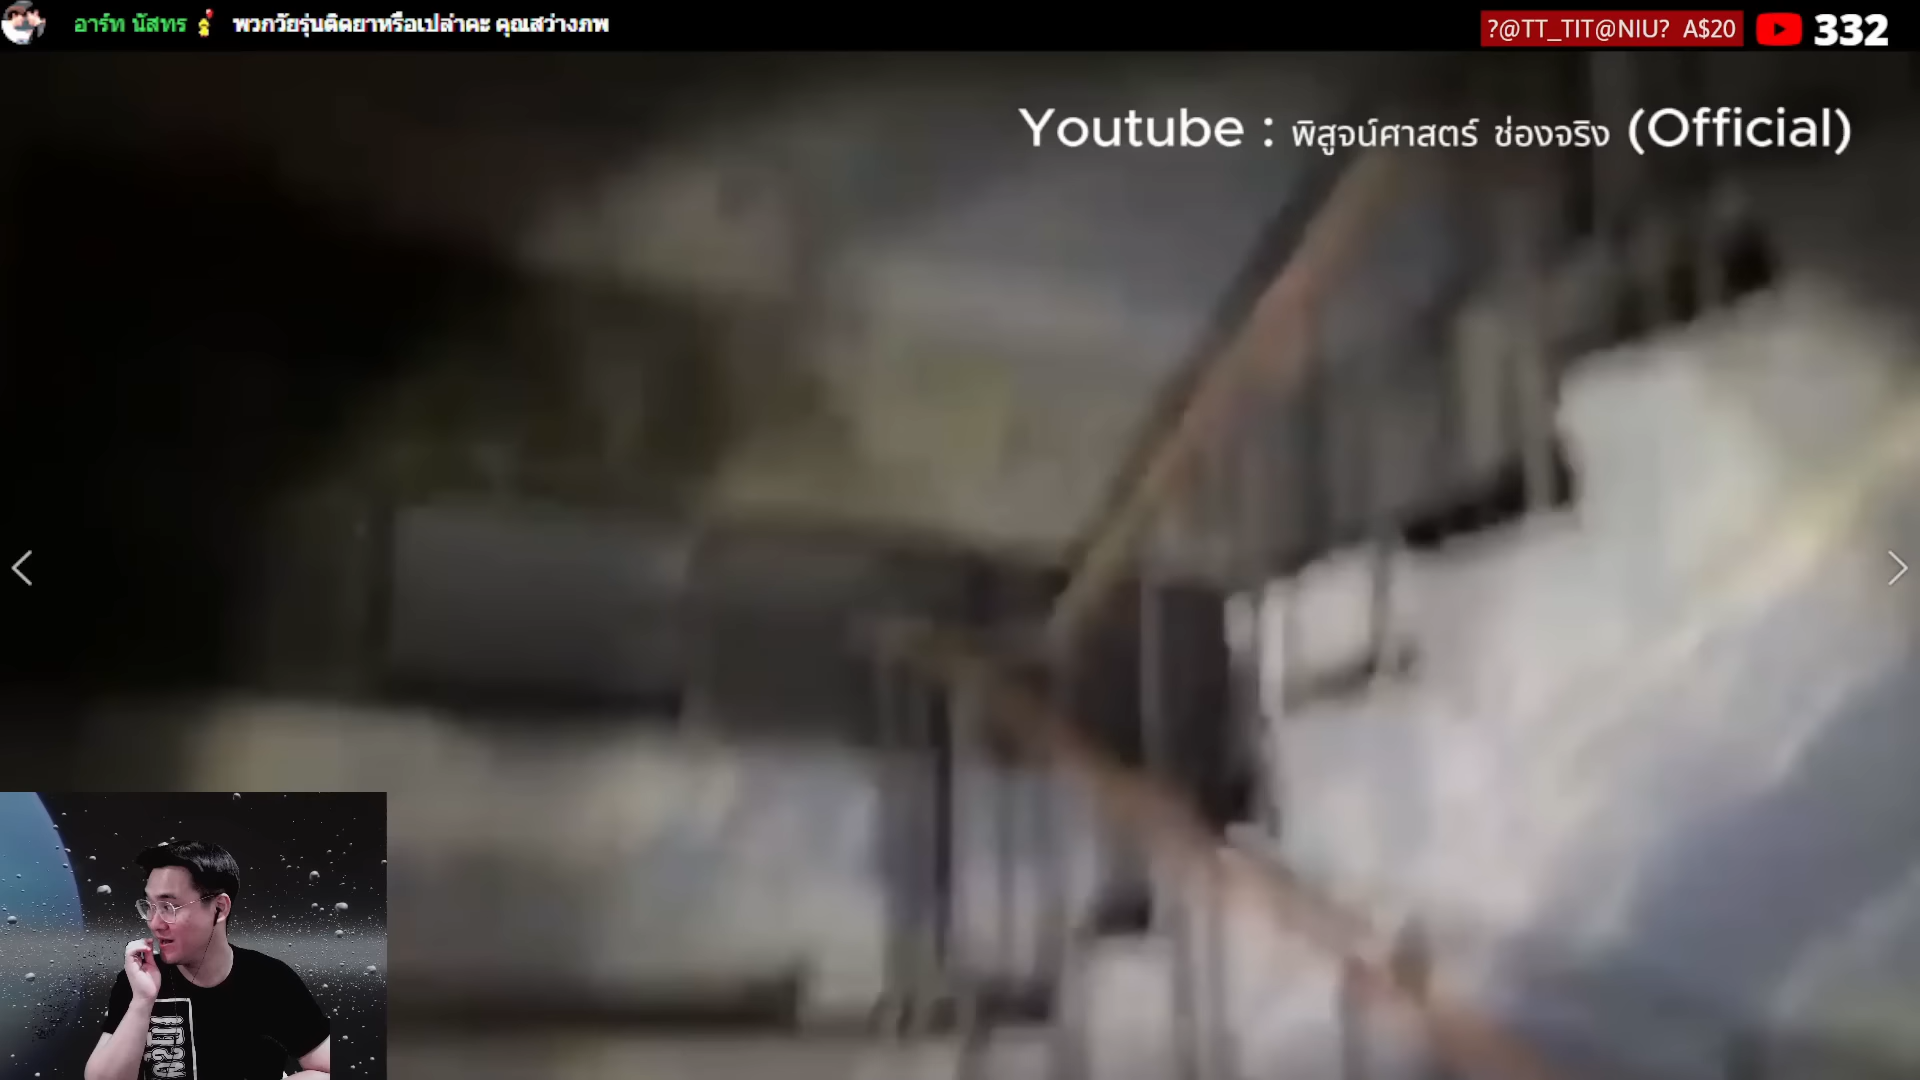 อาร์ท นัสทร พวกวัยรุ่นติดยาหรือเปล่าคะ คุณสว่างภพ
?@TT_TIT@NIU? A$20
332
Youtube : พิสูจน์ศาสตร์ ช่องจริง (Official)